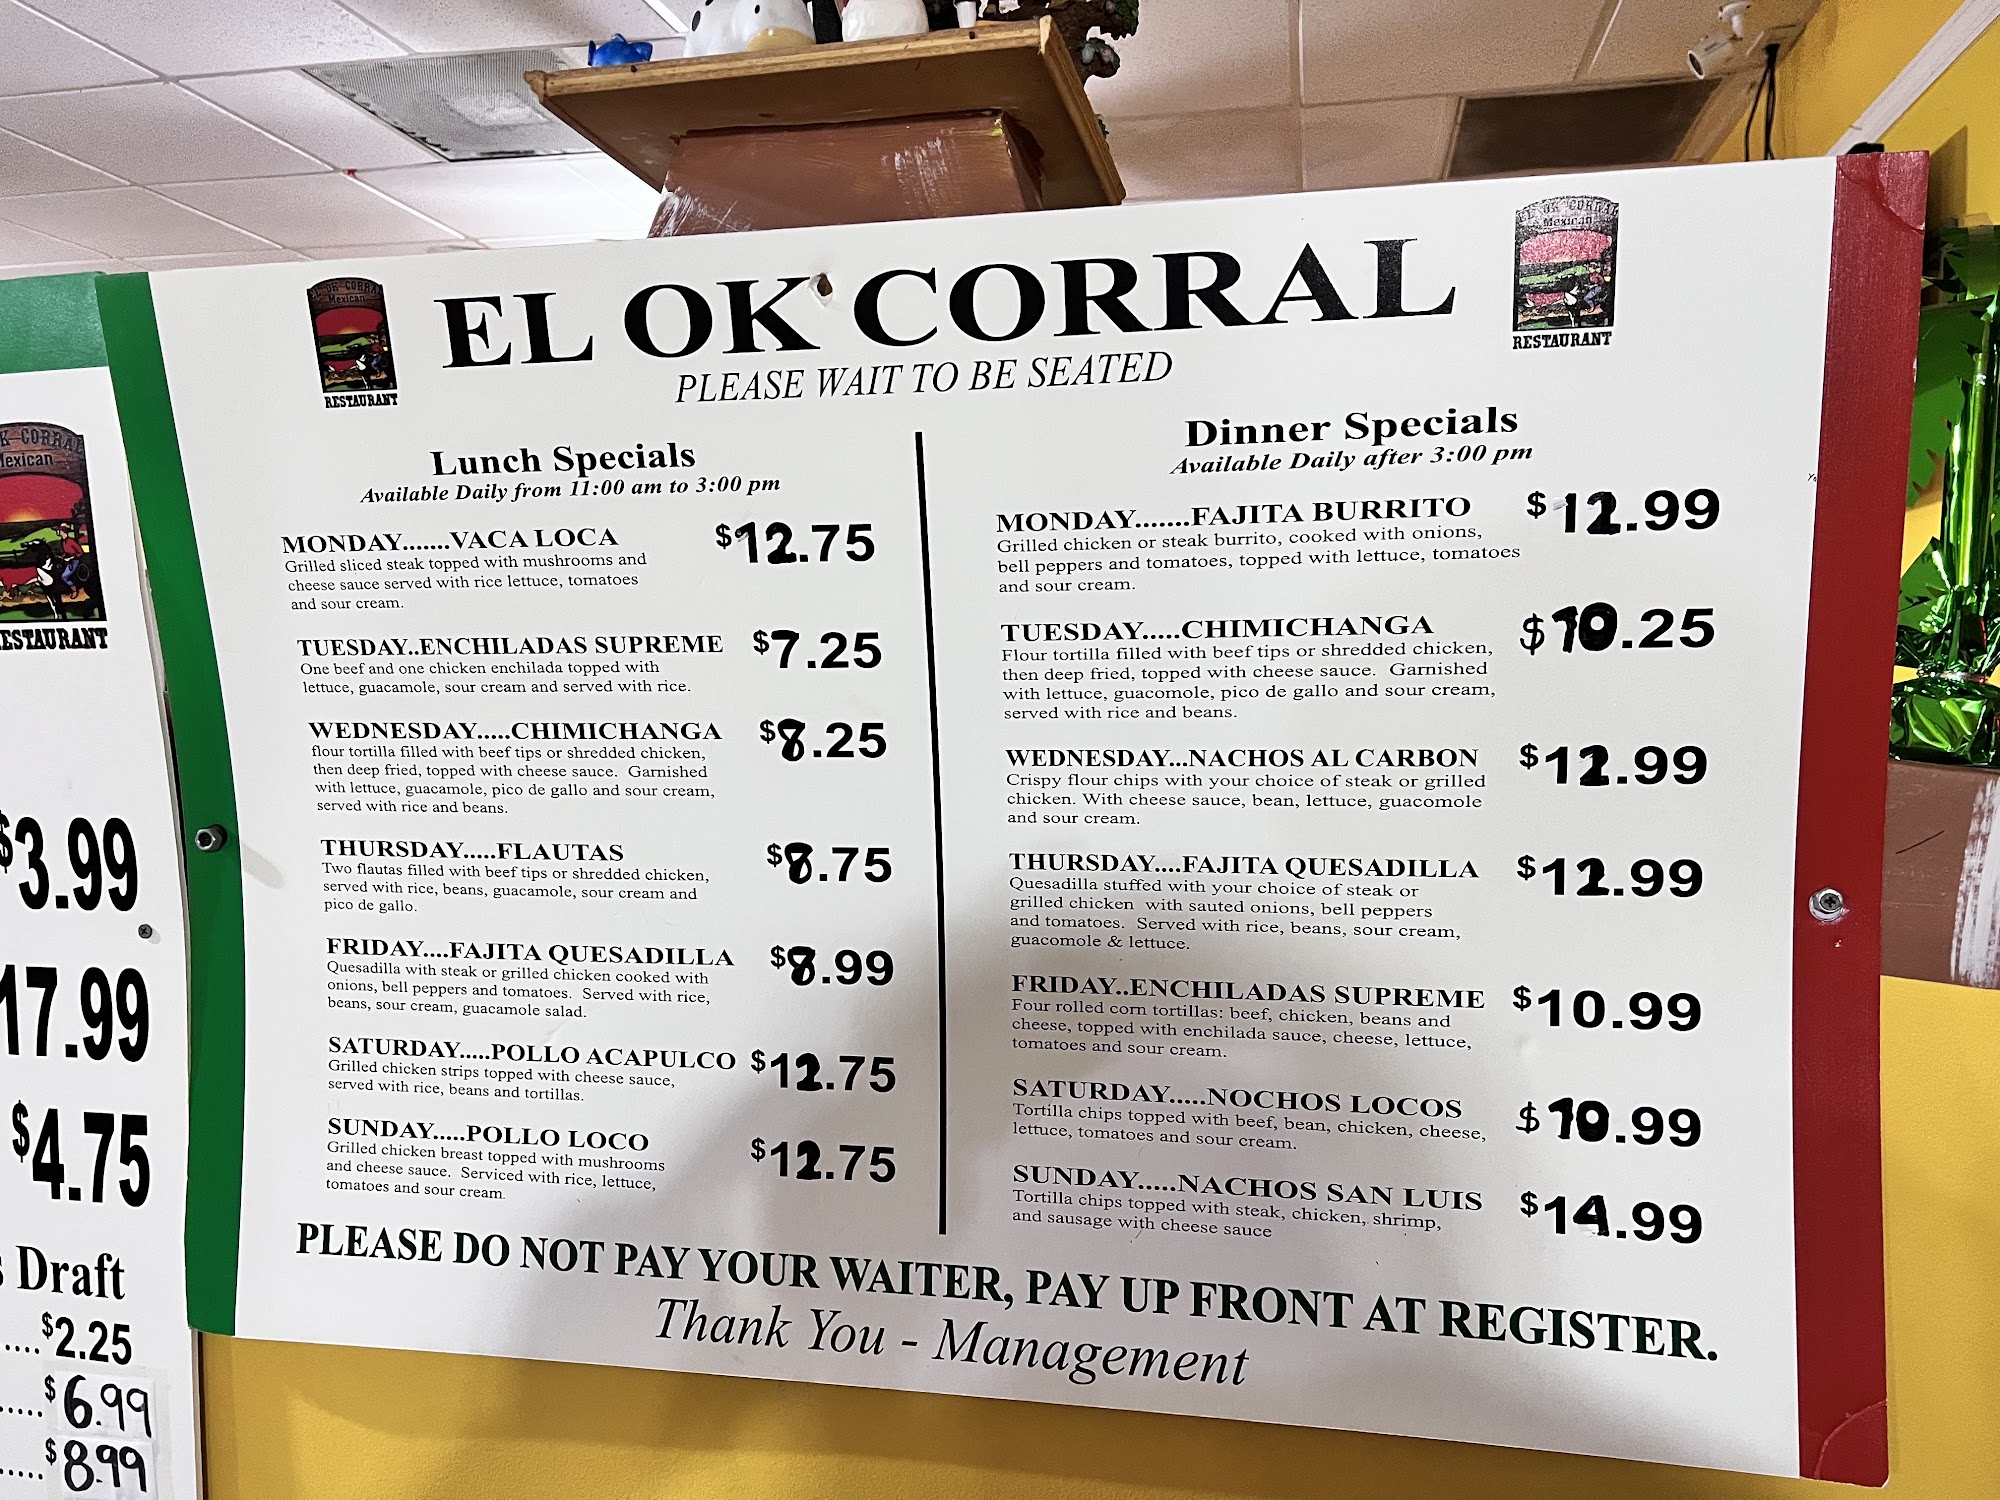 EL OK CORRAL
Mexican
RESTAURANT
EL OK CORRAL
PLEASE WAIT TO BE SEATED
EL OK CORRAL
Mexican
RESTAURANT
Lunch Specials
Available Daily from 11:00 am to 3:00 pm
MONDAY.......VACA LOCA $12.75
Grilled sliced steak topped with mushrooms and
cheese sauce served with rice lettuce, tomatoes
and sour cream.
TUESDAY..ENCHILADAS SUPREME $7.25
One beef and one chicken enchilada topped with
lettuce, guacamole, sour cream and served with rice.
WEDNESDAY.....CHIMICHANGA $8.25
flour tortilla filled with beef tips or shredded chicken,
then deep fried, topped with cheese sauce. Garnished
with lettuce, guacamole, pico de gallo and sour cream,
served with rice and beans.
THURSDAY.....FLAUTAS $8.75
Two flautas filled with beef tips or shredded chicken,
served with rice, beans, guacamole, sour cream and
pico de gallo.
FRIDAY....FAJITA QUESADILLA $8.99
Quesadilla with steak or grilled chicken cooked with
onions, bell peppers and tomatoes. Served with rice,
beans, sour cream, guacamole salad.
SATURDAY.....POLLO ACAPULCO $12.75
Grilled chicken strips topped with cheese sauce,
served with rice, beans and tortillas.
SUNDAY.....POLLO LOCO $12.75
Grilled chicken breast topped with mushrooms
and cheese sauce. Serviced with rice, lettuce,
tomatoes and sour cream.
Dinner Specials
Available Daily after 3:00 pm
MONDAY.......FAJITA BURRITO $12.99
Grilled chicken or steak burrito, cooked with onions,
bell peppers and tomatoes, topped with lettuce, tomatoes
and sour cream.
TUESDAY.....CHIMICHANGA $10.25
Flour tortilla filled with beef tips or shredded chicken,
then deep fried, topped with cheese sauce. Garnished
with lettuce, guacomole, pico de gallo and sour cream,
served with rice and beans.
WEDNESDAY...NACHOS AL CARBON $12.99
Crispy flour chips with your choice of steak or grilled
chicken. With cheese sauce, bean, lettuce, guacomole
and sour cream.
THURSDAY....FAJITA QUESADILLA $12.99
Quesadilla stuffed with your choice of steak or
grilled chicken with sauted onions, bell peppers
and tomatoes. Served with rice, beans, sour cream,
guacomole & lettuce.
FRIDAY..ENCHILADAS SUPREME $10.99
Four rolled corn tortillas: beef, chicken, beans and
cheese, topped with enchilada sauce, cheese, lettuce,
tomatoes and sour cream.
SATURDAY.....NOCHOS LOCOS $10.99
Tortilla chips topped with beef, bean, chicken, cheese,
lettuce, tomatoes and sour cream.
SUNDAY.....NACHOS SAN LUIS $14.99
Tortilla chips topped with steak, chicken, shrimp,
and sausage with cheese sauce
PLEASE DO NOT PAY YOUR WAITER, PAY UP FRONT AT REGISTER.
Thank You - Management
K CORRAL
Mexican
RESTAURANT
$3.99
17.99
$4.75
Draft
....$2.25
.....$6.99
.....$8.99